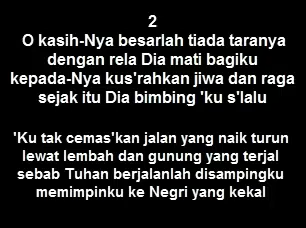 2
O kasih-Nya besarlah tiada taranya
dengan rela Dia mati bagiku
kepada-Nya kus'rahkan jiwa dan raga
sejak itu Dia bimbing 'ku s'lalu
'Ku tak cemas'kan jalan yang naik turun
lewat lembah dan gunung yang terjal
sebab Tuhan berjalanlah disampingku
memimpinku ke Negri yang kekal